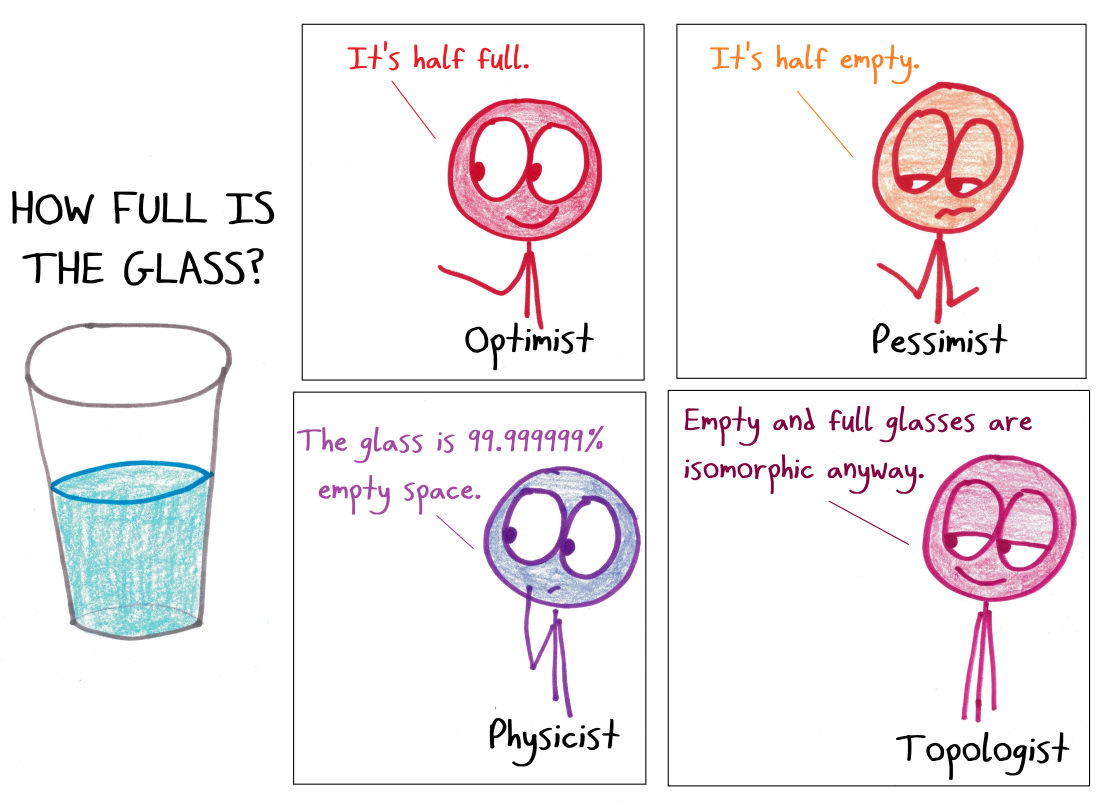 HOW FULL IS
THE GLASS?
It's half full.
Optimist
It's half empty.
Pessimist
The glass is 99.999999%
empty space.
Physicist
Empty and full glasses are
isomorphic anyway.
Topologist